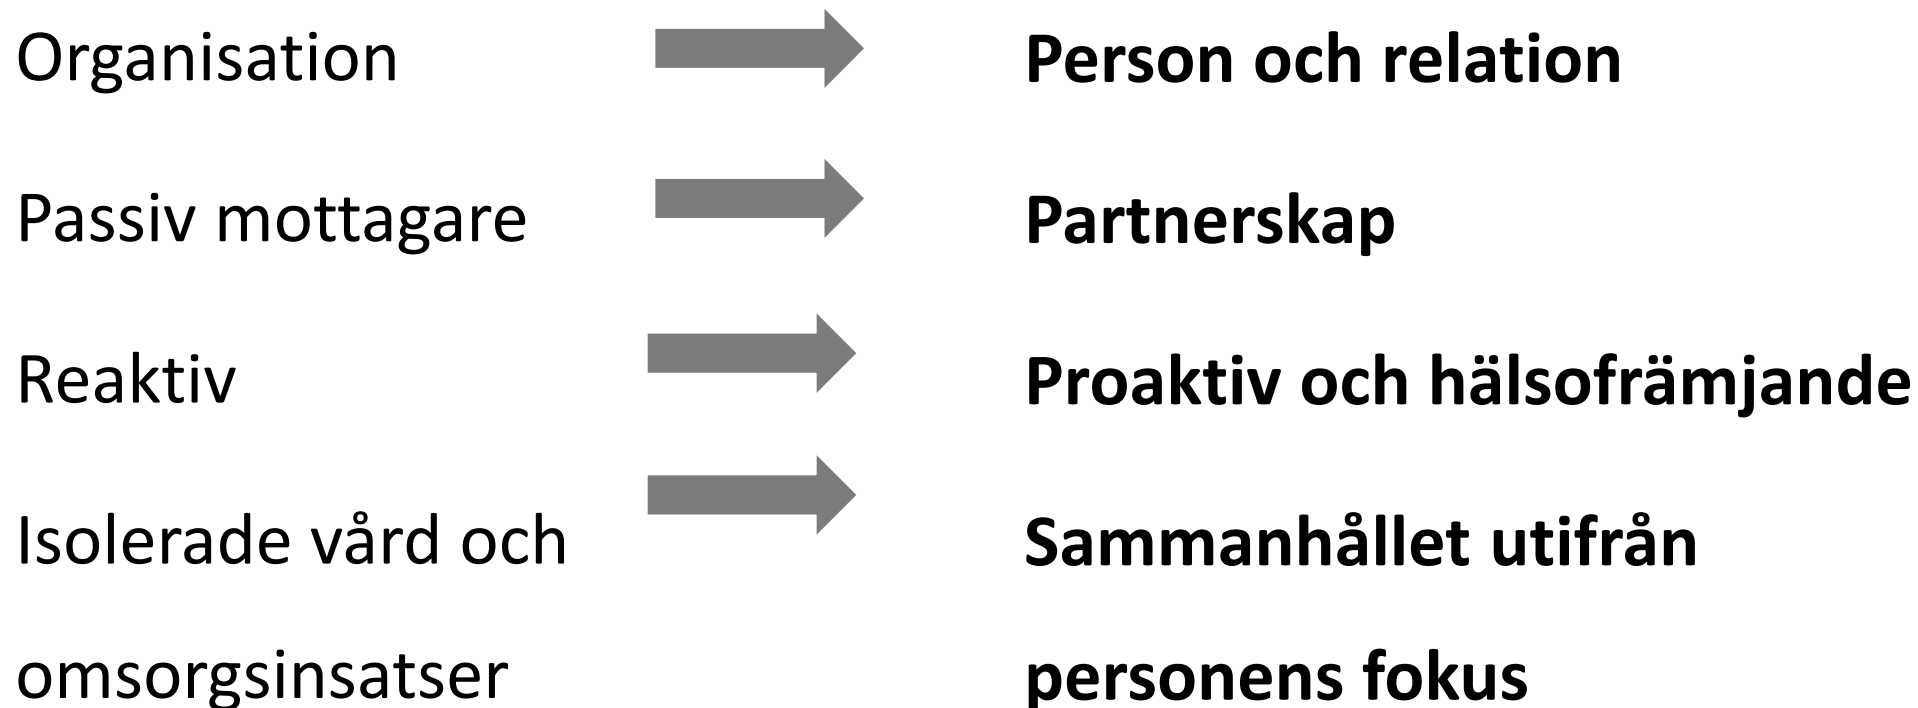 Organisation
Person och relation
Passiv mottagare
Partnerskap
Reaktiv
Proaktiv och hälsofrämjande
Isolerade vård och
omsorgsinsatser
Sammanhållet utifrån
personens fokus